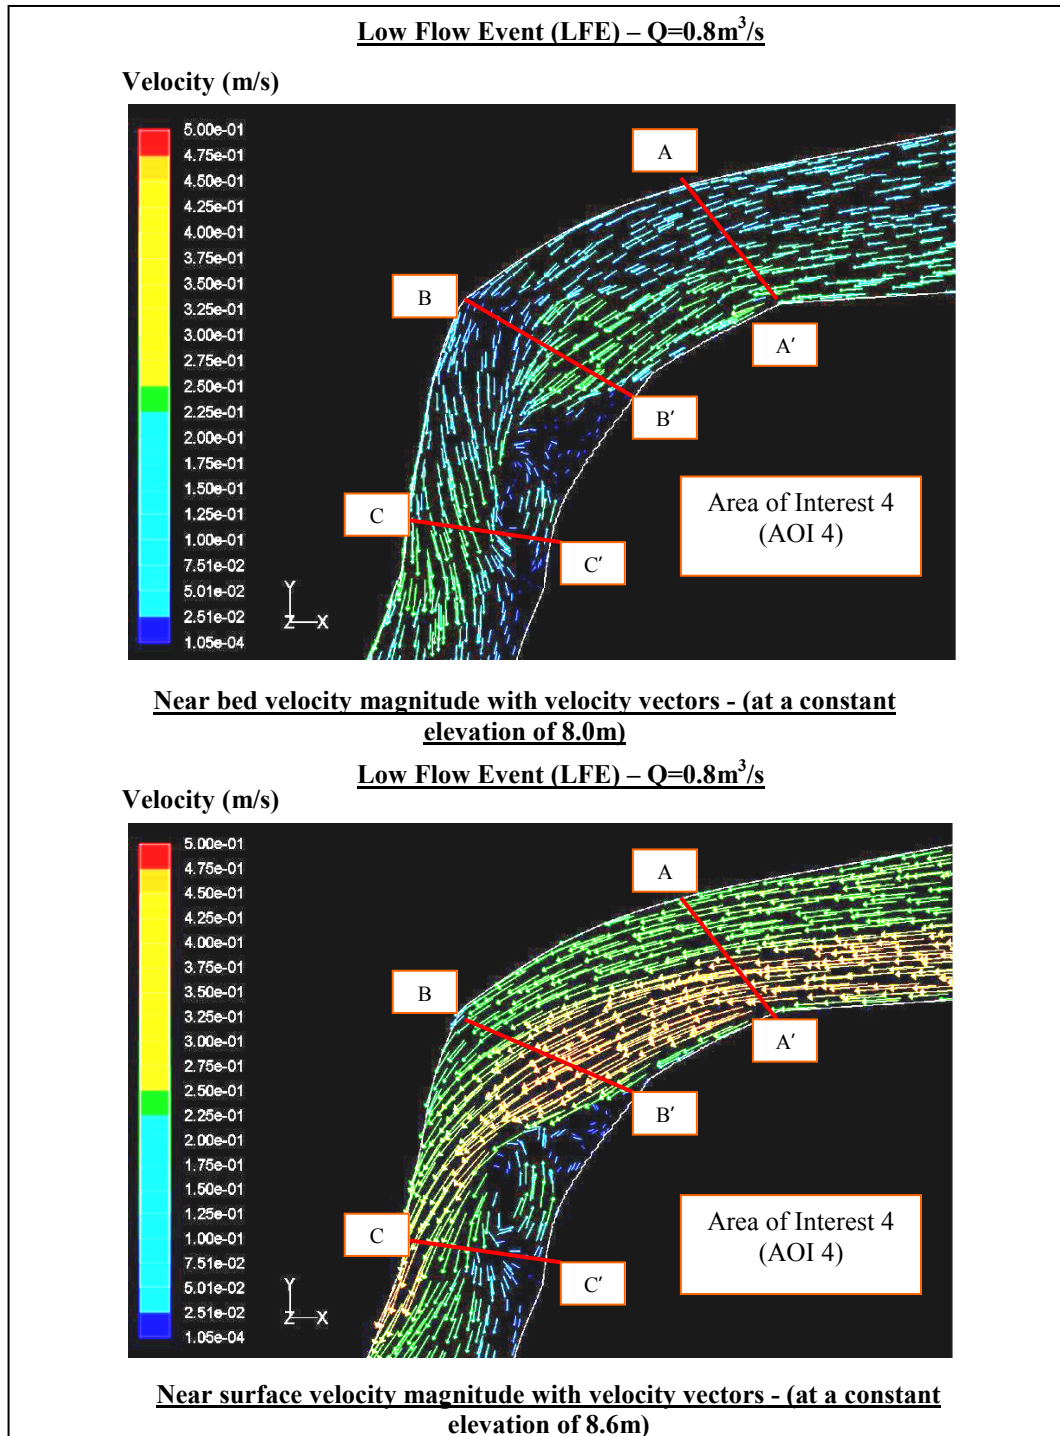 Low Flow Event (LFE) – Q=0.8m³/s
Velocity (m/s)
5.00e-01
4.75e-01
4.50e-01
4.25e-01
4.00e-01
3.75e-01
3.50e-01
3.25e-01
3.00e-01
2.75e-01
2.50e-01
2.25e-01
2.00e-01
1.75e-01
1.50e-01
1.25e-01
1.00e-01
7.51e-02
5.01e-02
2.51e-02
1.05e-04
A
B
A′
B′
C
C′
Area of Interest 4
(AOI 4)
Y
Z X
Near bed velocity magnitude with velocity vectors - (at a constant
elevation of 8.0m)
Low Flow Event (LFE) – Q=0.8m³/s
Velocity (m/s)
5.00e-01
4.75e-01
4.50e-01
4.25e-01
4.00e-01
3.75e-01
3.50e-01
3.25e-01
3.00e-01
2.75e-01
2.50e-01
2.25e-01
2.00e-01
1.75e-01
1.50e-01
1.25e-01
1.00e-01
7.51e-02
5.01e-02
2.51e-02
1.05e-04
A
B
A′
B′
C
C′
Area of Interest 4
(AOI 4)
Y
Z X
Near surface velocity magnitude with velocity vectors - (at a constant
elevation of 8.6m)